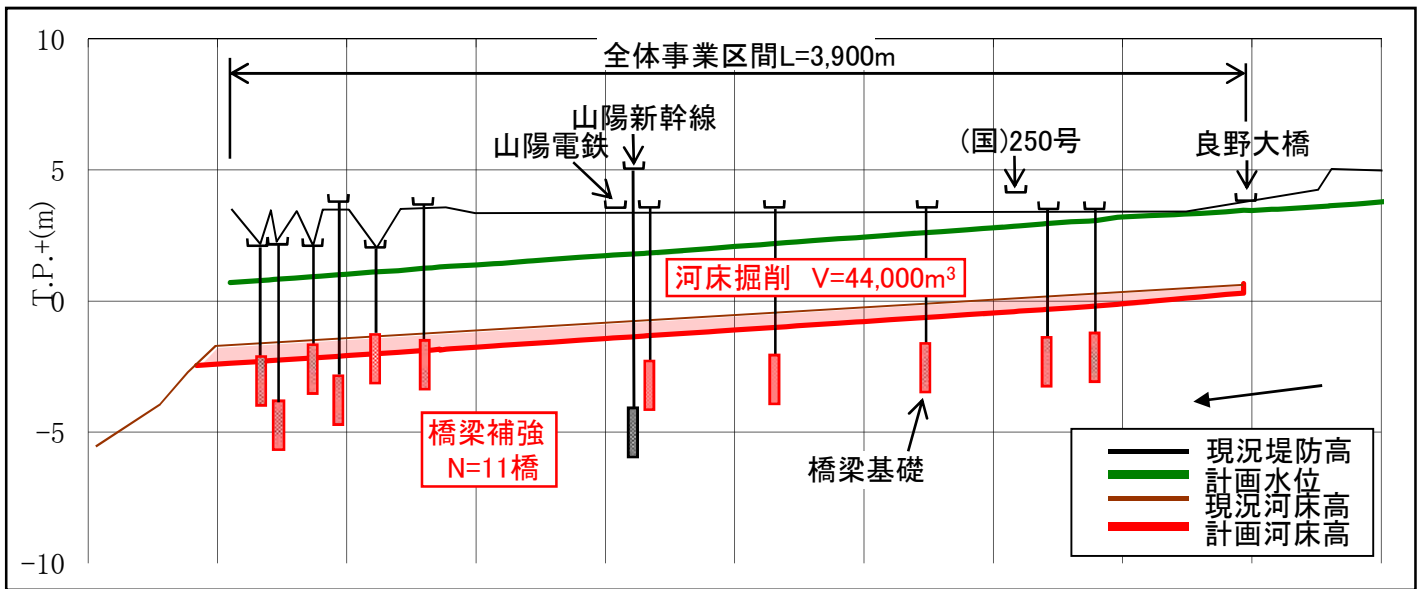 10
5
0
-5
-10
T.P.+(m)
全体事業区間L=3,900m
山陽新幹線
山陽電鉄
(国)250号
良野大橋
河床掘削 V=44,000m³
橋梁補強
N=11橋
橋梁基礎
現況堤防高
計画水位
現況河床高
計画河床高